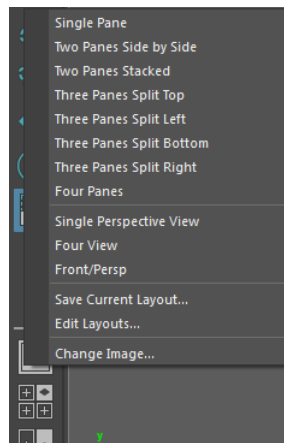 Single Pane
Two Panes Side by Side
Two Panes Stacked
Three Panes Split Top
Three Panes Split Left
Three Panes Split Bottom
Three Panes Split Right
Four Panes
Single Perspective View
Four View
Front/Persp
Save Current Layout...
Edit Layouts...
Change Image...
y